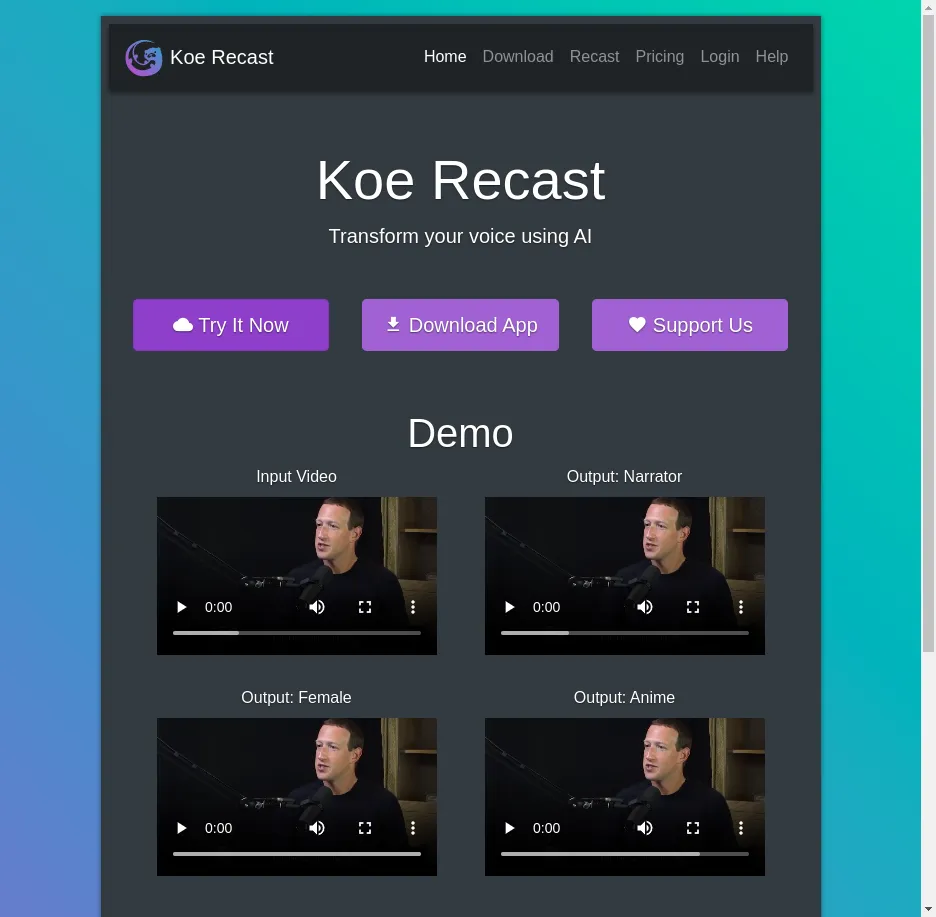 Koe Recast
Home Download Recast Pricing Login Help
Koe Recast
Transform your voice using AI
Try It Now
Download App
Support Us
Demo
Input Video
Output: Narrator
0:00
0:00
Output: Female
Output: Anime
0:00
0:00